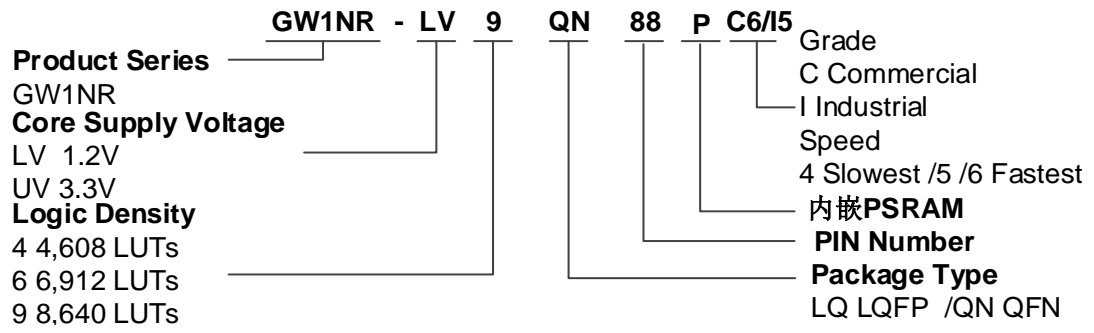 GW1NR - LV 9 QN 88 P C6/I5
Product Series
GW1NR
Core Supply Voltage
LV 1.2V
UV 3.3V
Logic Density
4 4,608 LUTs
6 6,912 LUTs
9 8,640 LUTs
Grade
C Commercial
I Industrial
Speed
4 Slowest /5 /6 Fastest
内嵌PSRAM
PIN Number
Package Type
LQ LQFP /QN QFN